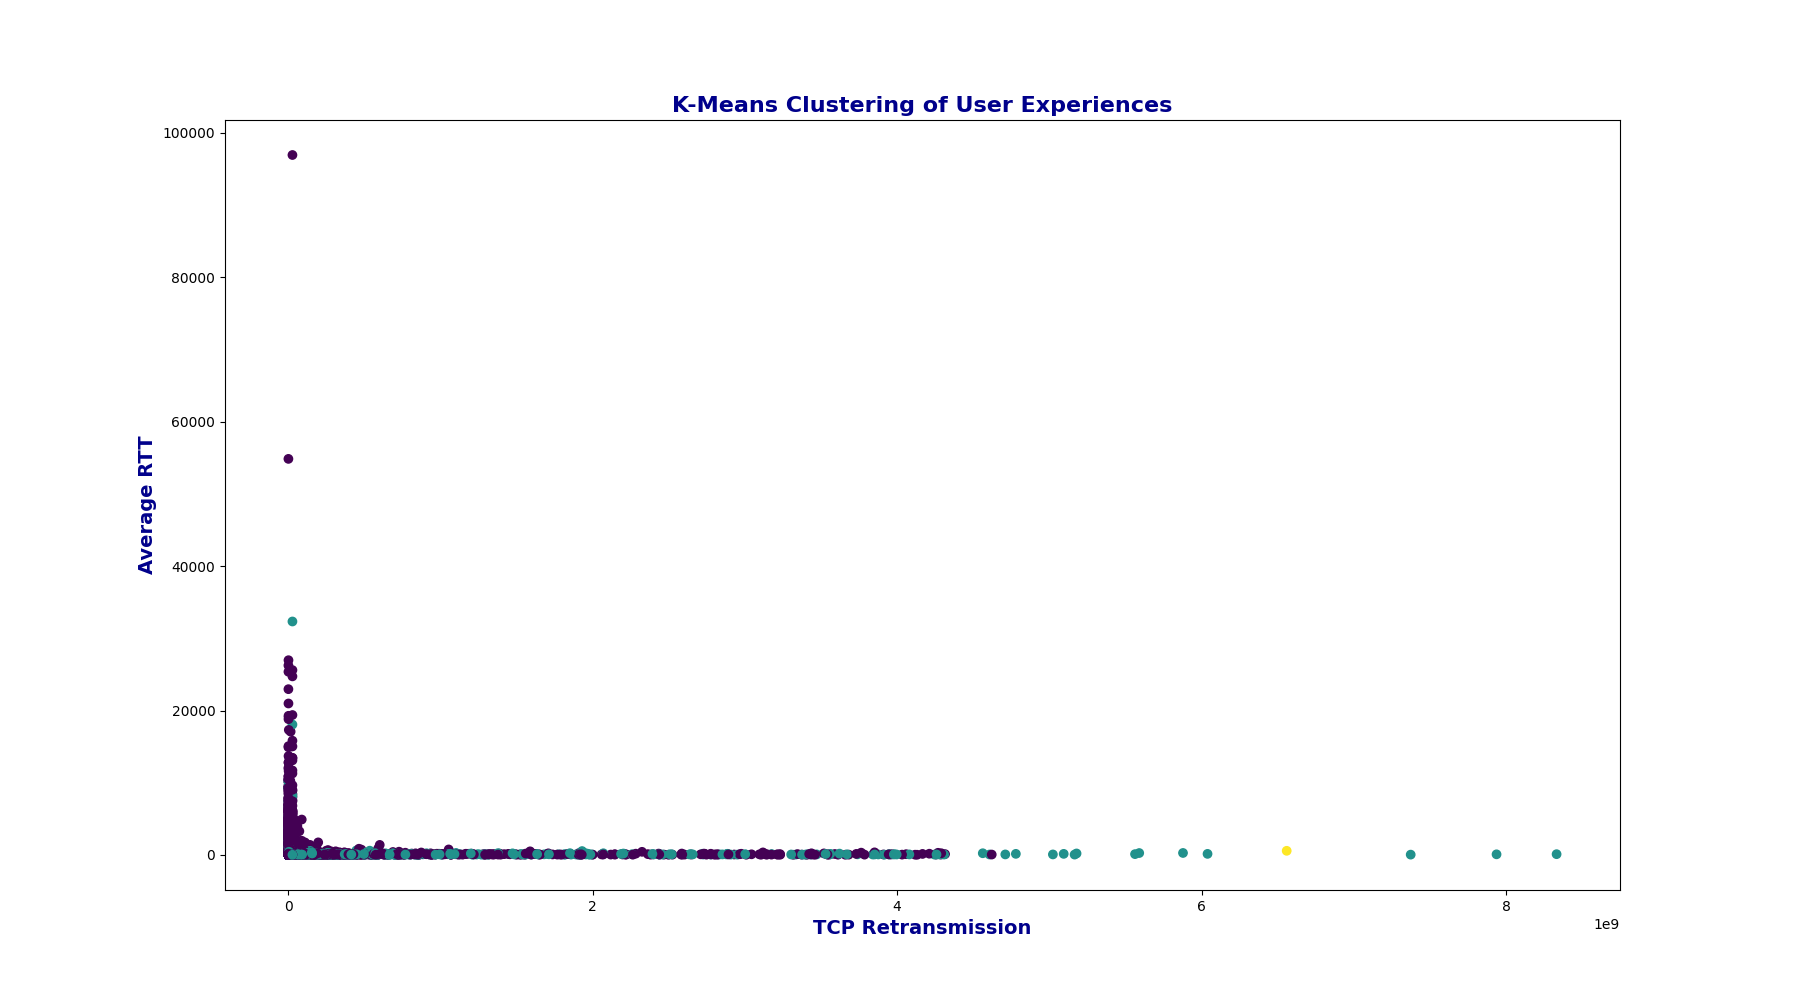 K-Means Clustering of User Experiences
100000
80000
60000
40000
20000
0
Average RTT
0 2 4 6 8
1e9
TCP Retransmission